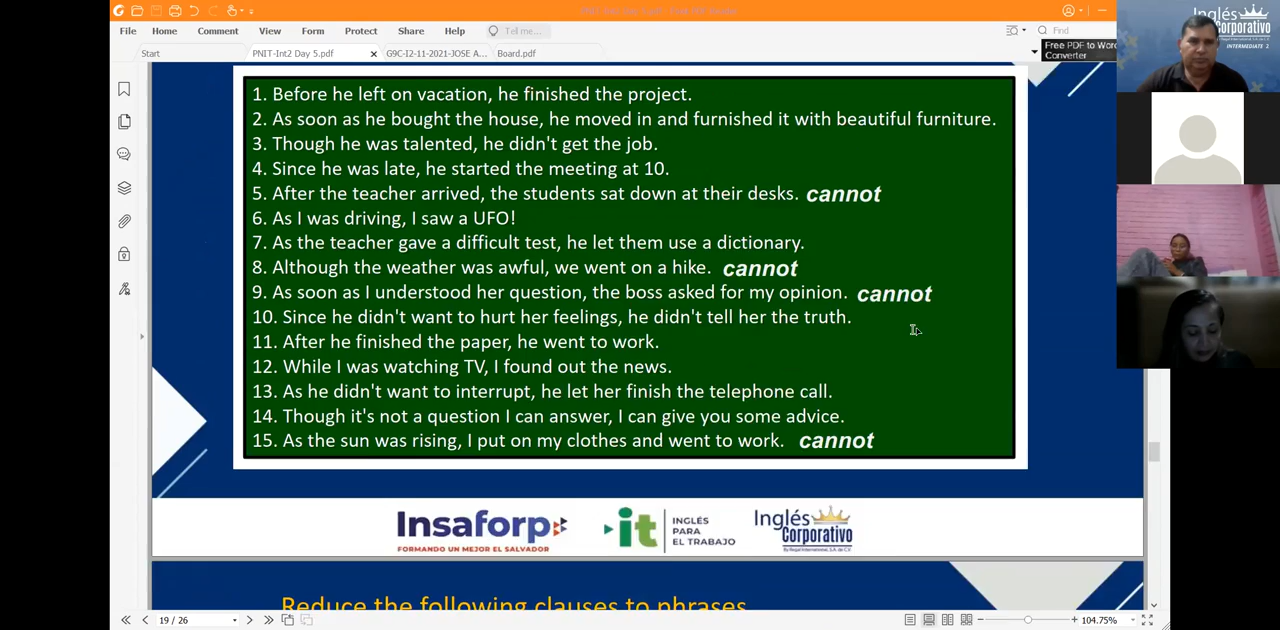 File Home Comment View Form Protect Share Help Tell me... Find
Start PNIT-Int2 Day 5.pdf G9C-I2-11-2021-JOSE A... Board.pdf
Free PDF to Word
Converter
Inglés
Corporativo
INTERMEDIATE 2
1. Before he left on vacation, he finished the project.
2. As soon as he bought the house, he moved in and furnished it with beautiful furniture.
3. Though he was talented, he didn't get the job.
4. Since he was late, he started the meeting at 10.
5. After the teacher arrived, the students sat down at their desks. cannot
6. As I was driving, I saw a UFO!
7. As the teacher gave a difficult test, he let them use a dictionary.
8. Although the weather was awful, we went on a hike. cannot
9. As soon as I understood her question, the boss asked for my opinion. cannot
10. Since he didn't want to hurt her feelings, he didn't tell her the truth.
11. After he finished the paper, he went to work.
12. While I was watching TV, I found out the news.
13. As he didn't want to interrupt, he let her finish the telephone call.
14. Though it's not a question I can answer, I can give you some advice.
15. As the sun was rising, I put on my clothes and went to work. cannot
Insaforp
FORMANDO UN MEJOR EL SALVADOR
it
INGLÉS
PARA
EL TRABAJO
Inglés
Corporativo
Reduce the following clauses to phrases
19 / 26
104.75%